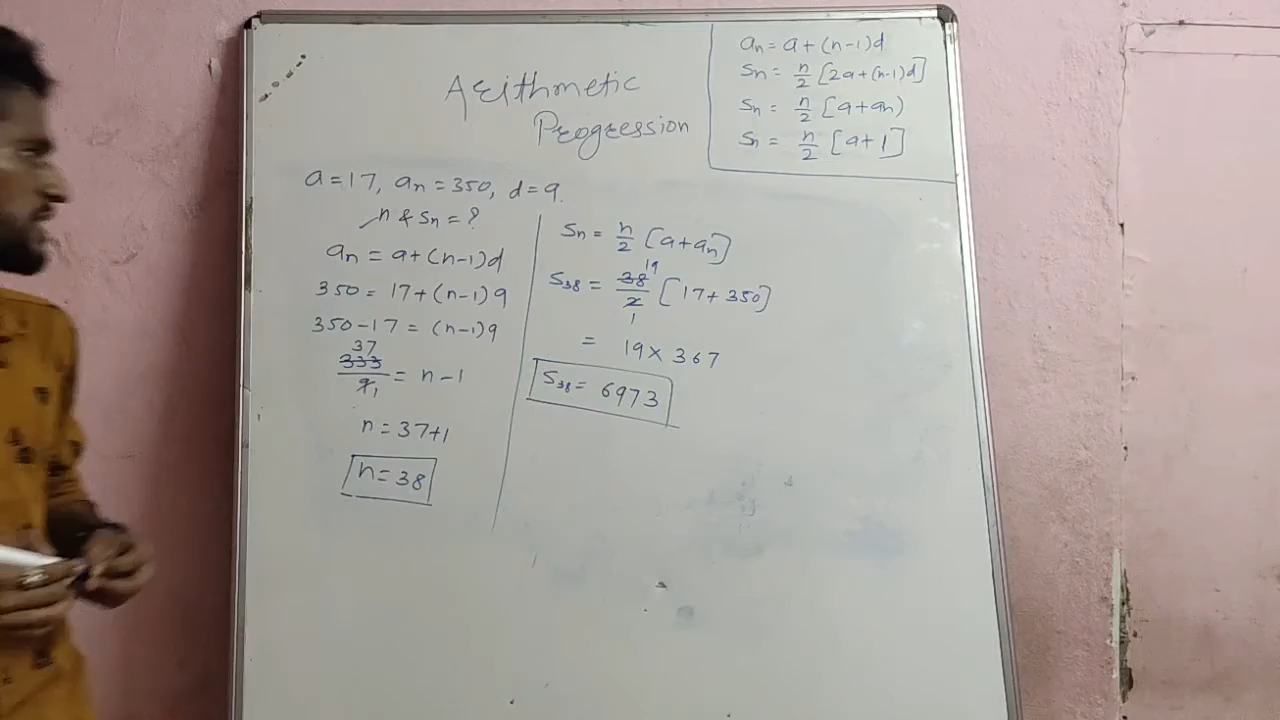 Arithmetic
Progression
an = a + (n-1)d
Sn = n/2 [2a + (n-1)d]
Sn = n/2 [a + an)
Sn = n/2 [a + l]
a = 17, an = 350, d = 9.
n & Sn = ?
an = a + (n-1)d
350 = 17 + (n-1) 9
350 - 17 = (n-1) 9
37
333/9 1 = n - 1
n = 37 + 1
n = 38
Sn = n/2 [a + an]
19
S38 = 38/2 [17 + 350]
1
= 19 × 367
S38 = 6973